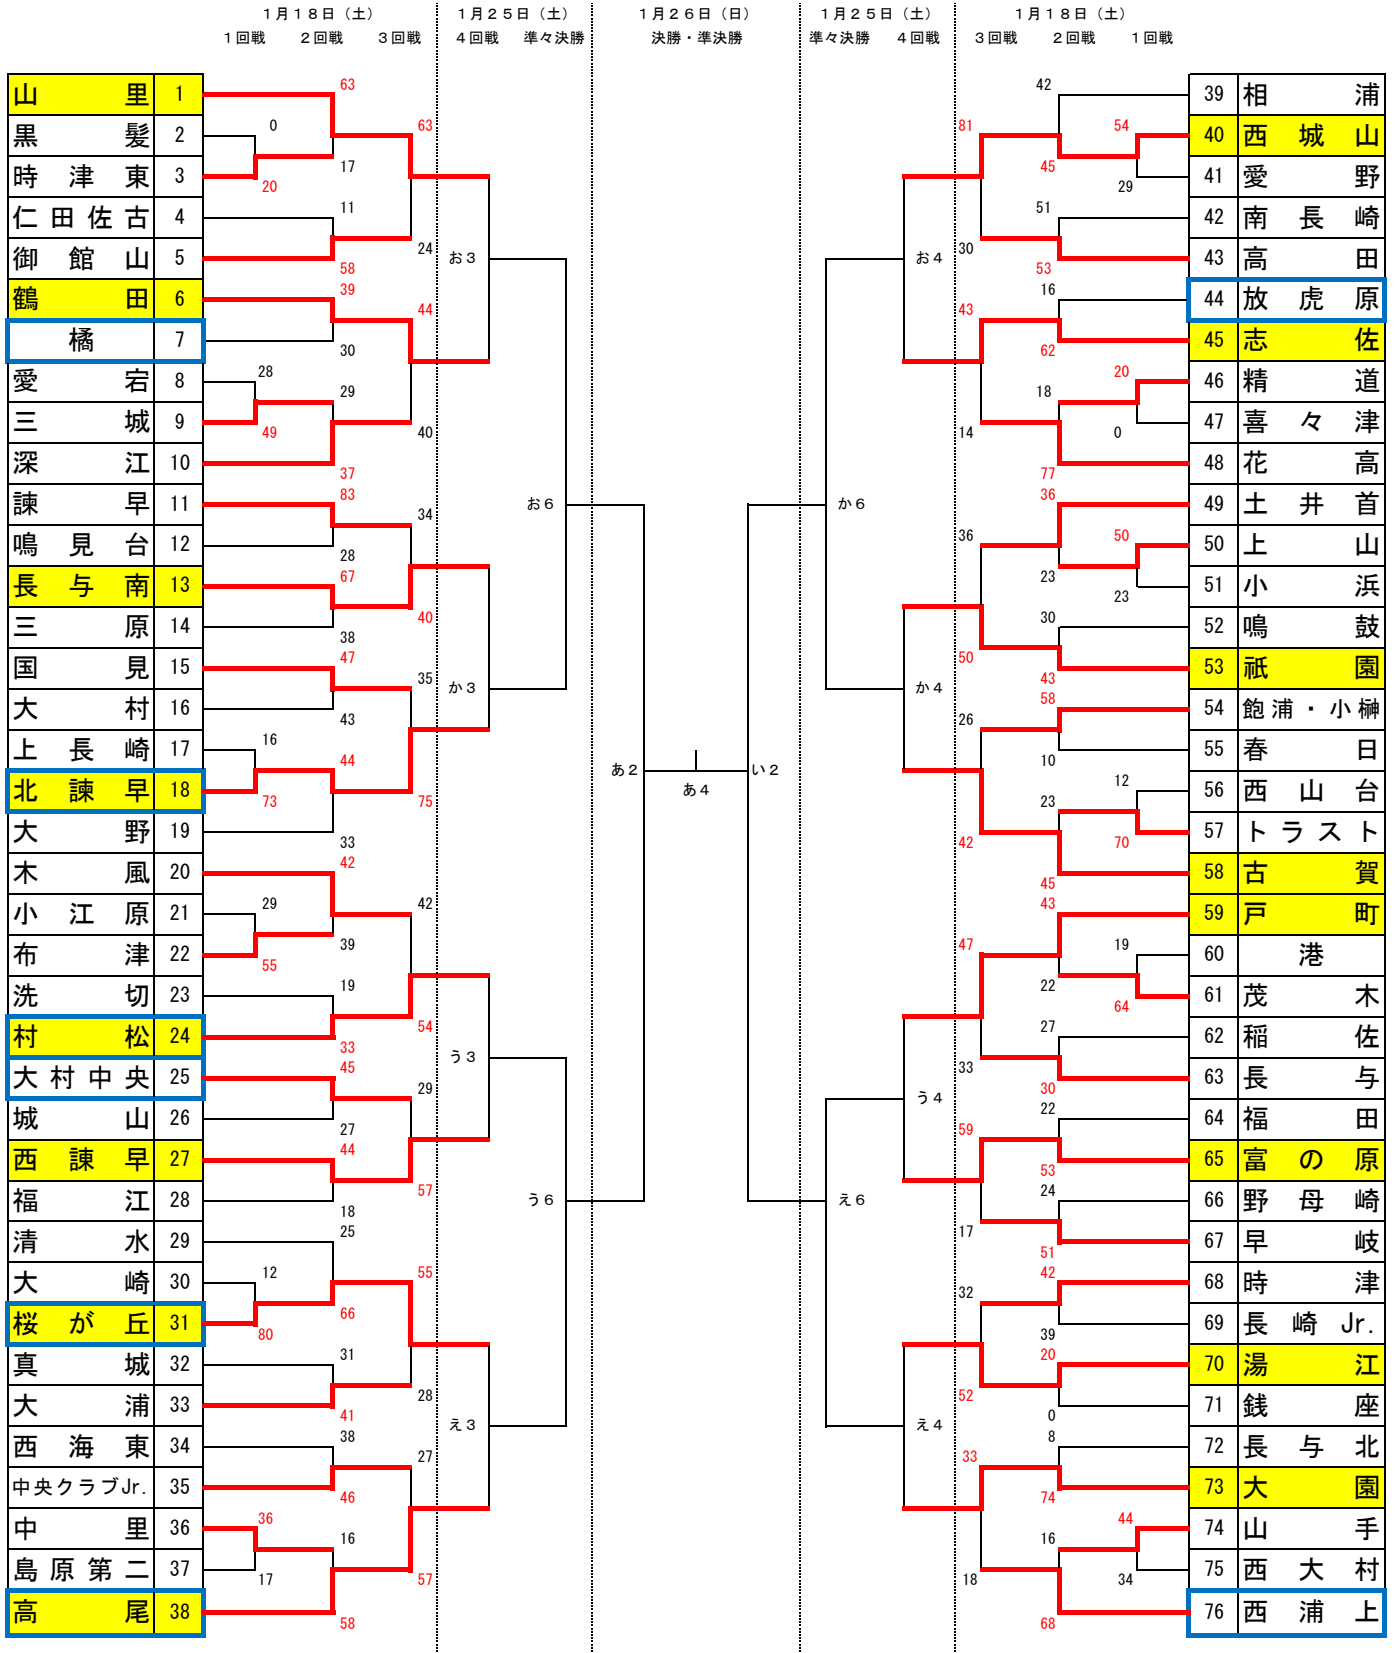 1月18日（土） 1月25日（土） 1月26日（日） 1月25日（土） 1月18日（土）
1回戦 2回戦 3回戦 4回戦 準々決勝 決勝・準決勝 準々決勝 4回戦 3回戦 2回戦 1回戦
山里 1
黒髪 2
時津東 3
仁田佐古 4
御館山 5
鶴田 6
橘 7
愛宕 8
三城 9
深江 10
諫早 11
鳴見台 12
長与南 13
三原 14
国見 15
大村 16
上長崎 17
北諫早 18
大野 19
木風 20
小江原 21
布津 22
洗切 23
村松 24
大村中央 25
城山 26
西諫早 27
福江 28
清水 29
大崎 30
桜が丘 31
真城 32
大浦 33
西海東 34
中央クラブJr. 35
中里 36
島原第二 37
高尾 38
0
20
28
49
16
73
29
55
12
80
36
17
63
17
11
58
39
30
29
37
83
28
67
38
47
43
44
33
42
39
19
33
45
27
44
18
25
66
31
41
38
46
16
58
63
24
44
40
34
40
35
75
42
54
29
57
55
28
27
57
お3
か3
う3
え3
お6
う6
あ2
あ4
い2
か6
え6
お4
か4
う4
え4
81
30
43
14
36
50
26
42
47
33
59
17
32
52
33
18
42
45
51
53
16
62
18
77
36
23
30
43
58
10
23
45
43
22
27
30
22
53
24
51
42
39
20
0
8
74
16
68
54
29
20
0
50
23
12
70
19
64
44
34
39 相浦
40 西城山
41 愛野
42 南長崎
43 高田
44 放虎原
45 志佐
46 精道
47 喜々津
48 花高
49 土井首
50 上山
51 小浜
52 鳴鼓
53 祇園
54 飽浦・小榊
55 春日
56 西山台
57 トラスト
58 古賀
59 戸町
60 港
61 茂木
62 稲佐
63 長与
64 福田
65 富の原
66 野母崎
67 早岐
68 時津
69 長崎Jr.
70 湯江
71 銭座
72 長与北
73 大園
74 山手
75 西大村
76 西浦上